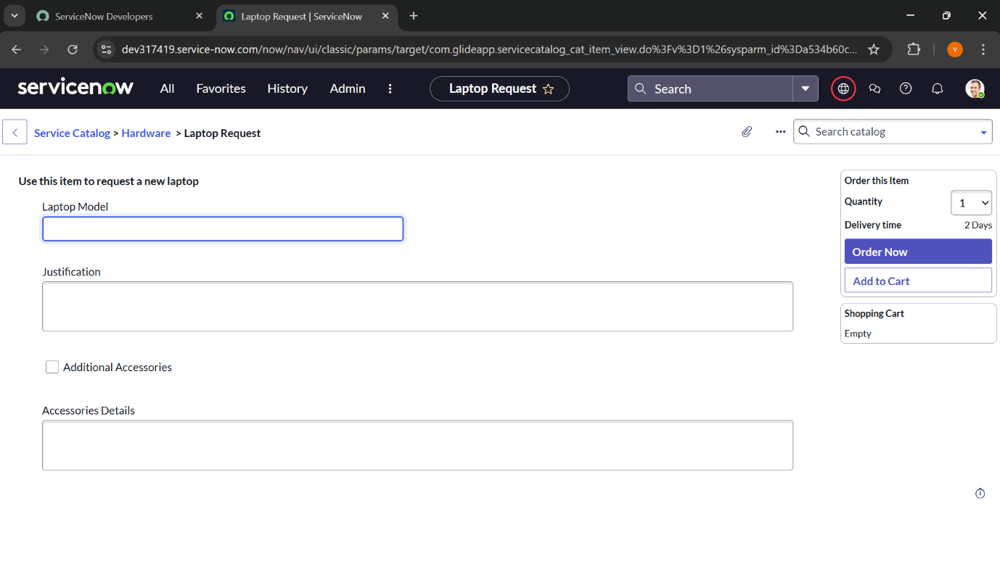 ServiceNow Developers
Laptop Request | ServiceNow
dev317419.service-now.com/now/nav/ui/classic/params/target/com.glideapp.servicecatalog_cat_item_view.do%3Fv%3D1%26sysparm_id%3Da534b60c...
V
servicenow All Favorites History Admin Laptop Request Search
Service Catalog > Hardware > Laptop Request Search catalog
Use this item to request a new laptop
Laptop Model
Justification
Additional Accessories
Accessories Details
Order this Item
Quantity 1
Delivery time 2 Days
Order Now
Add to Cart
Shopping Cart
Empty